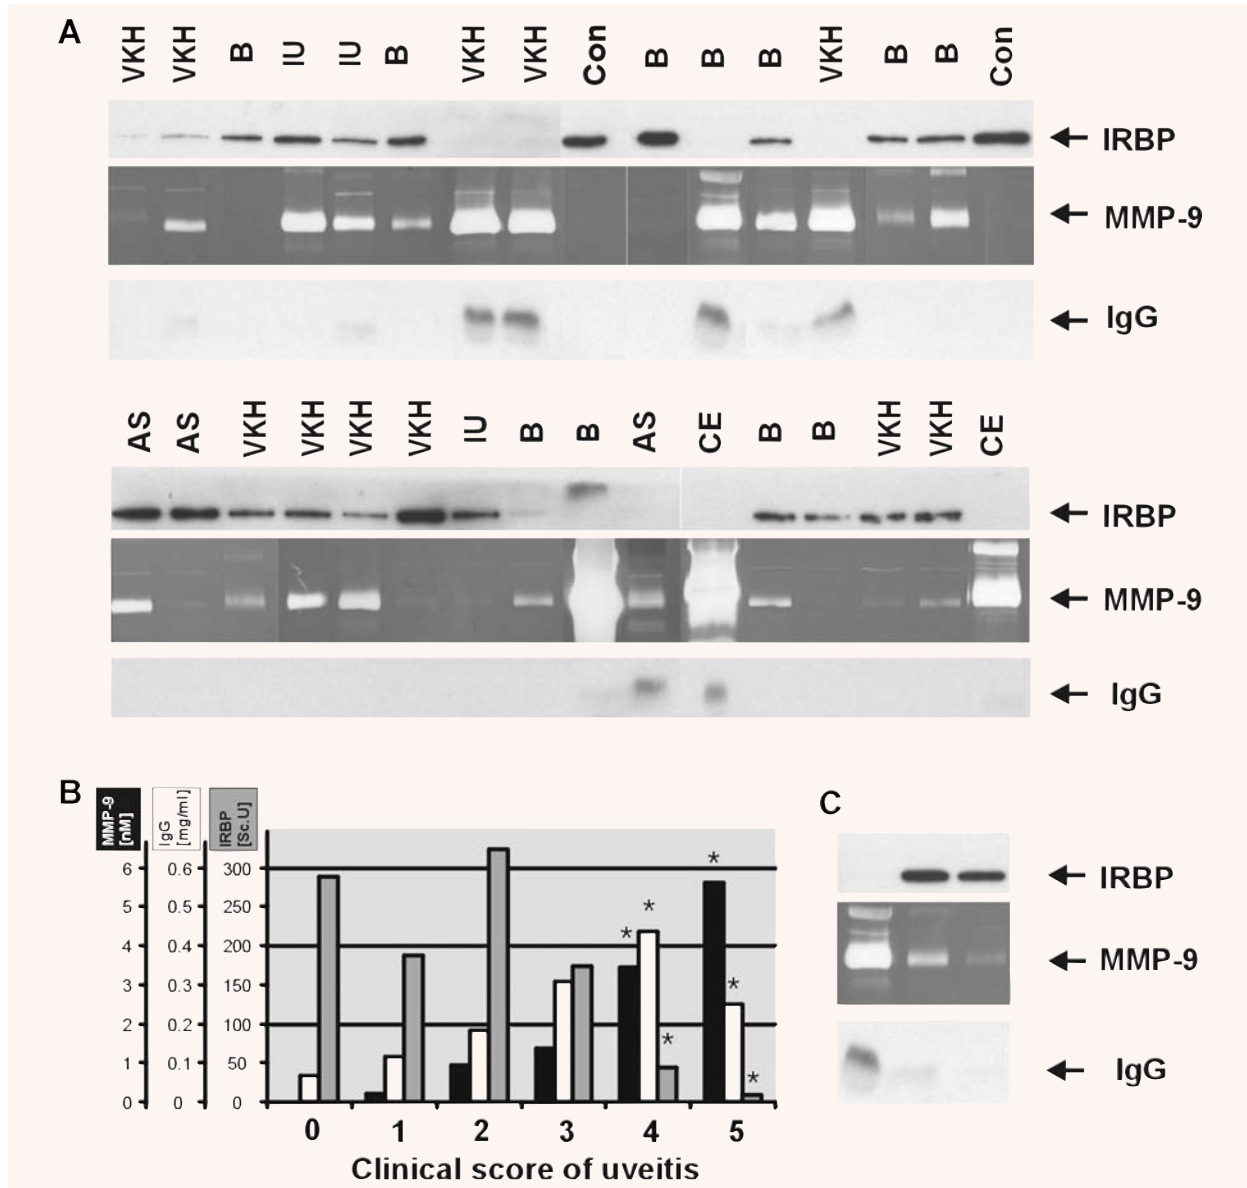 A
VKH VKH B IU IU B VKH VKH Con B B B VKH B B Con
IRBP
MMP-9
IgG
AS AS VKH VKH VKH VKH IU B B AS CE B B VKH VKH CE
IRBP
MMP-9
IgG
B
MMP-9
[nM]
IgG
[mg/ml]
IRBP
[Sc.U]
6 0.6 300
5 0.5 250
4 0.4 200
3 0.3 150
2 0.2 100
1 0.1 50
0 0 0
* * * * * * *
0 1 2 3 4 5
Clinical score of uveitis
C
IRBP
MMP-9
IgG